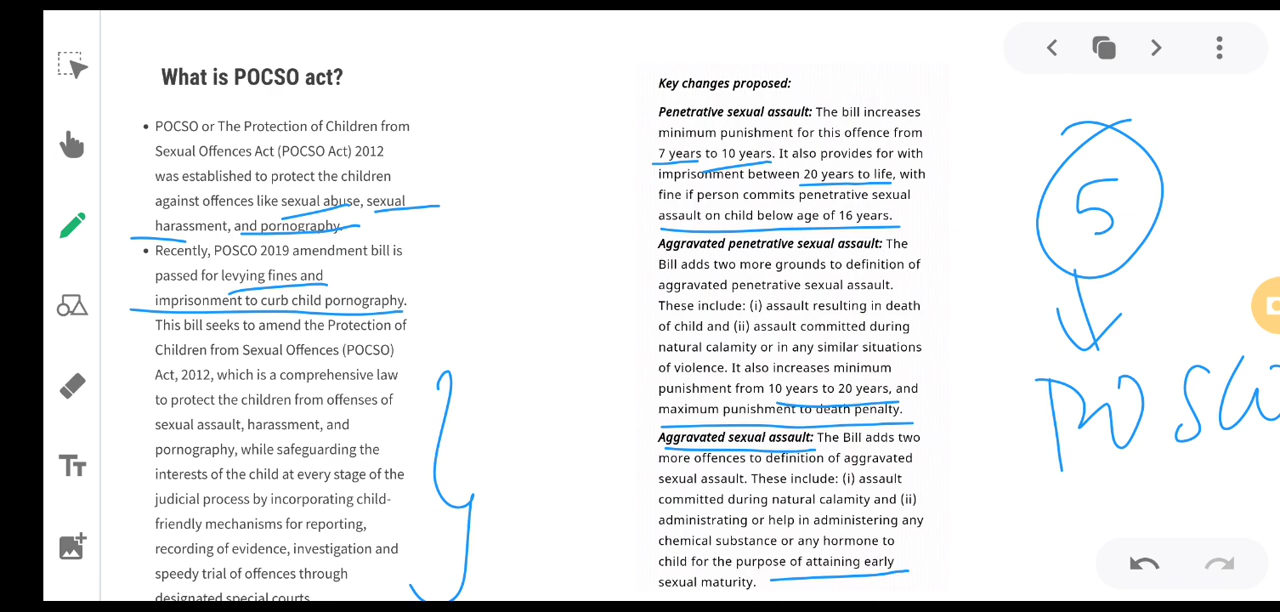 What is POCSO act?
• POCSO or The Protection of Children from
Sexual Offences Act (POCSO Act) 2012
was established to protect the children
against offences like sexual abuse, sexual
harassment, and pornography.
• Recently, POSCO 2019 amendment bill is
passed for levying fines and
imprisonment to curb child pornography.
This bill seeks to amend the Protection of
Children from Sexual Offences (POCSO)
Act, 2012, which is a comprehensive law
to protect the children from offenses of
sexual assault, harassment, and
pornography, while safeguarding the
interests of the child at every stage of the
judicial process by incorporating child-
friendly mechanisms for reporting,
recording of evidence, investigation and
speedy trial of offences through
designated special courts
Key changes proposed:
Penetrative sexual assault: The bill increases
minimum punishment for this offence from
7 years to 10 years. It also provides for with
imprisonment between 20 years to life, with
fine if person commits penetrative sexual
assault on child below age of 16 years.
Aggravated penetrative sexual assault: The
Bill adds two more grounds to definition of
aggravated penetrative sexual assault.
These include: (i) assault resulting in death
of child and (ii) assault committed during
natural calamity or in any similar situations
of violence. It also increases minimum
punishment from 10 years to 20 years, and
maximum punishment to death penalty.
Aggravated sexual assault: The Bill adds two
more offences to definition of aggravated
sexual assault. These include: (i) assault
committed during natural calamity and (ii)
administrating or help in administering any
chemical substance or any hormone to
child for the purpose of attaining early
sexual maturity.
5
POSCO
TT